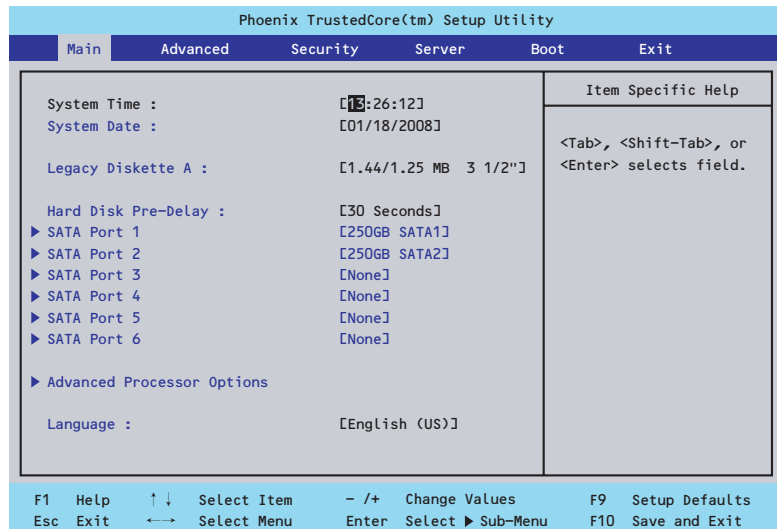 Phoenix TrustedCore(tm) Setup Utility
Main Advanced Security Server Boot Exit
Item Specific Help
System Time : [13:26:12]
System Date : [01/18/2008]
<Tab>, <Shift-Tab>, or
<Enter> selects field.
Legacy Diskette A : [1.44/1.25 MB 3 1/2"]
Hard Disk Pre-Delay : [30 Seconds]
▶ SATA Port 1 [250GB SATA1]
▶ SATA Port 2 [250GB SATA2]
▶ SATA Port 3 [None]
▶ SATA Port 4 [None]
▶ SATA Port 5 [None]
▶ SATA Port 6 [None]
▶ Advanced Processor Options
Language : [English (US)]
F1 Help ↑↓ Select Item - /+ Change Values F9 Setup Defaults
Esc Exit ←→ Select Menu Enter Select ▶ Sub-Menu F10 Save and Exit